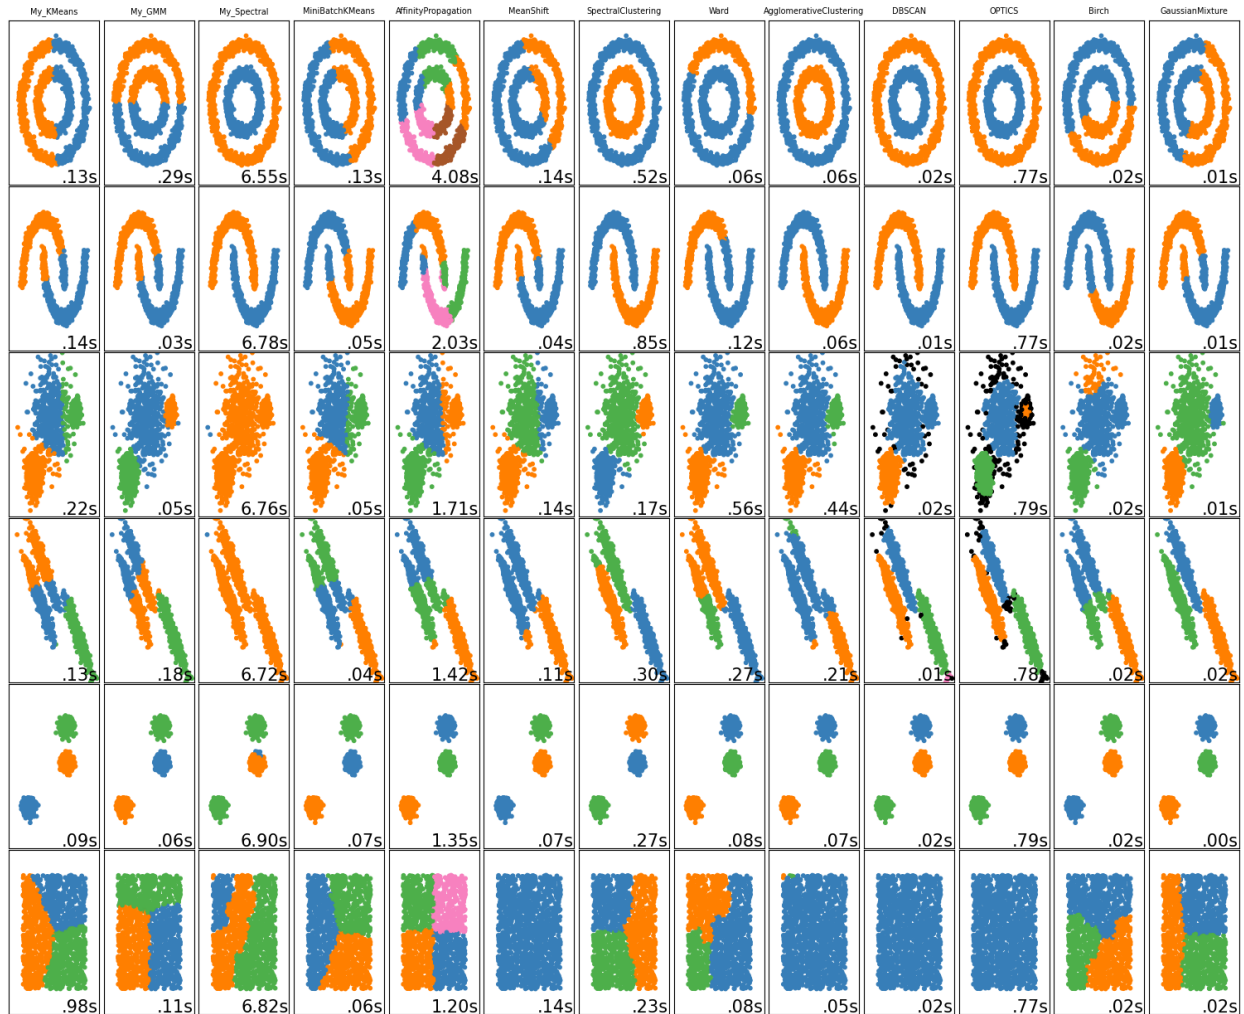 My_KMeans My_GMM My_Spectral MiniBatchKMeans AffinityPropagation MeanShift SpectralClustering Ward AgglomerativeClustering DBSCAN OPTICS Birch GaussianMixture
.13s .29s 6.55s .13s 4.08s .14s .52s .06s .06s .02s .77s .02s .01s
.14s .03s 6.78s .05s 2.03s .04s .85s .12s .06s .01s .77s .02s .01s
.22s .05s 6.76s .05s 1.71s .14s .17s .56s .44s .02s .79s .02s .01s
.13s .18s 6.72s .04s 1.42s .11s .30s .27s .21s .01s .78s .02s .02s
.09s .06s 6.90s .07s 1.35s .07s .27s .08s .07s .02s .79s .02s .00s
.98s .11s 6.82s .06s 1.20s .14s .23s .08s .05s .02s .77s .02s .02s